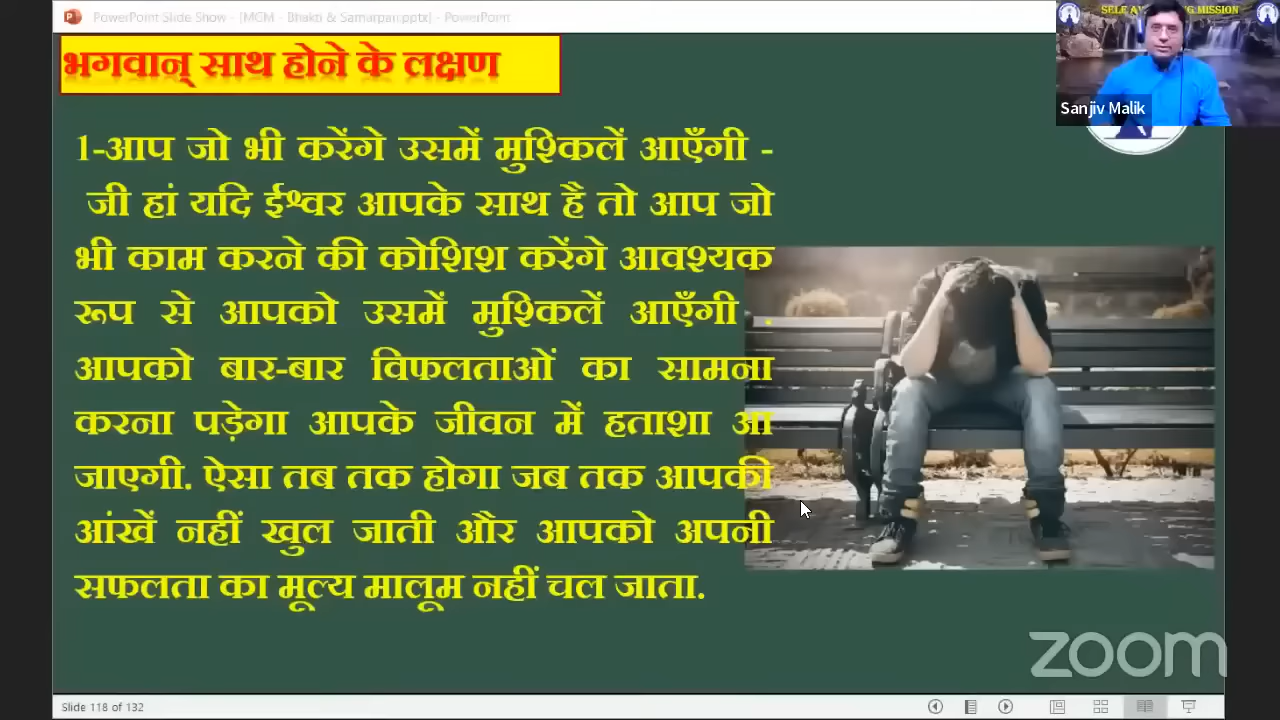 PowerPoint Slide Show - [MGM - Bhakti & Samarpan.pptx] - PowerPoint
MISSION
Sanjiv Malik
भगवान् साथ होने के लक्षण
1-आप जो भी करेंगे उसमें मुश्किलें आएँगी -
जी हां यदि ईश्वर आपके साथ है तो आप जो
भी काम करने की कोशिश करेंगे आवश्यक
रूप से आपको उसमें मुश्किलें आएँगी .
आपको बार-बार विफलताओं का सामना
करना पड़ेगा आपके जीवन में हताशा आ
जाएगी. ऐसा तब तक होगा जब तक आपकी
आंखें नहीं खुल जाती और आपको अपनी
सफलता का मूल्य मालूम नहीं चल जाता.
zoom
Slide 118 of 132